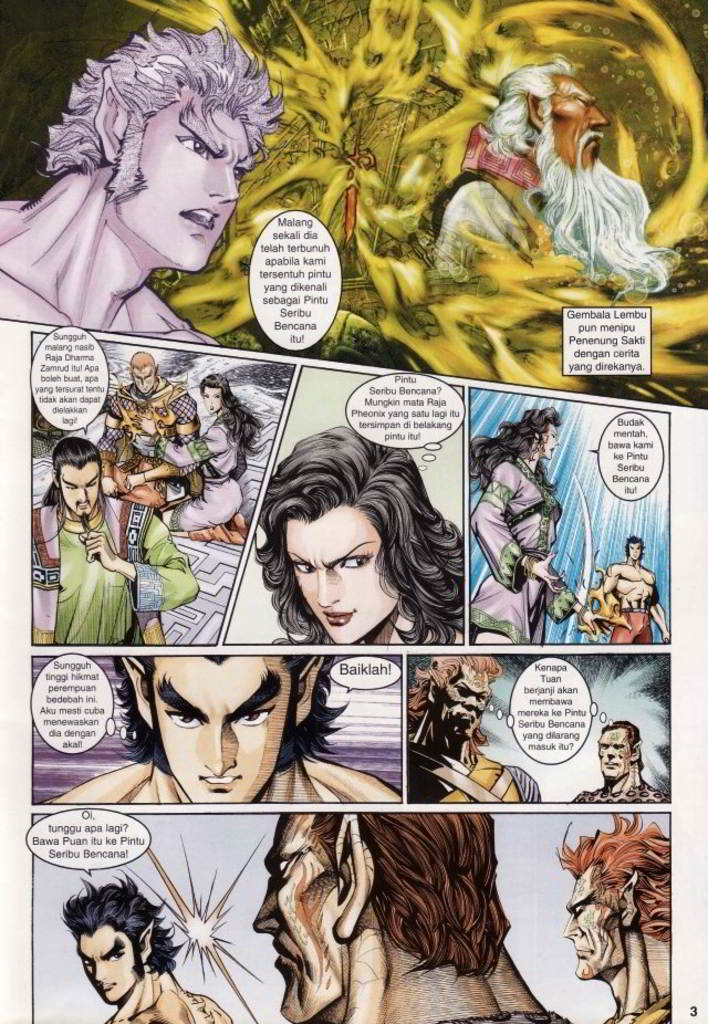 Malang
sekali dia
telah terbunuh
apabila kami
tersentuh pintu
yang dikenali
sebagai Pintu
Seribu
Bencana
itu!
Gembala Lembu
pun menipu
Penenung Sakti
dengan cerita
yang direkanya.
Sungguh
malang nasib
Raja Dharma
Zamrud itu! Apa
boleh buat, apa
yang tersurat tentu
tidak akan dapat
dielakkan
lagi!
Pintu
Seribu Bencana?
Mungkin mata Raja
Pheonix yang satu lagi itu
tersimpan di belakang
pintu itu!
Budak
mentah,
bawa kami
ke Pintu
Seribu
Bencana
itu!
Sungguh
tinggi hikmat
perempuan
bedebah ini.
Aku mesti cuba
menewaskan
dia dengan
akal!
Baiklah!
Kenapa
Tuan
berjanji akan
membawa
mereka ke Pintu
Seribu Bencana
yang dilarang
masuk itu?
Oi,
tunggu apa lagi?
Bawa Puan itu ke Pintu
Seribu Bencana!
3